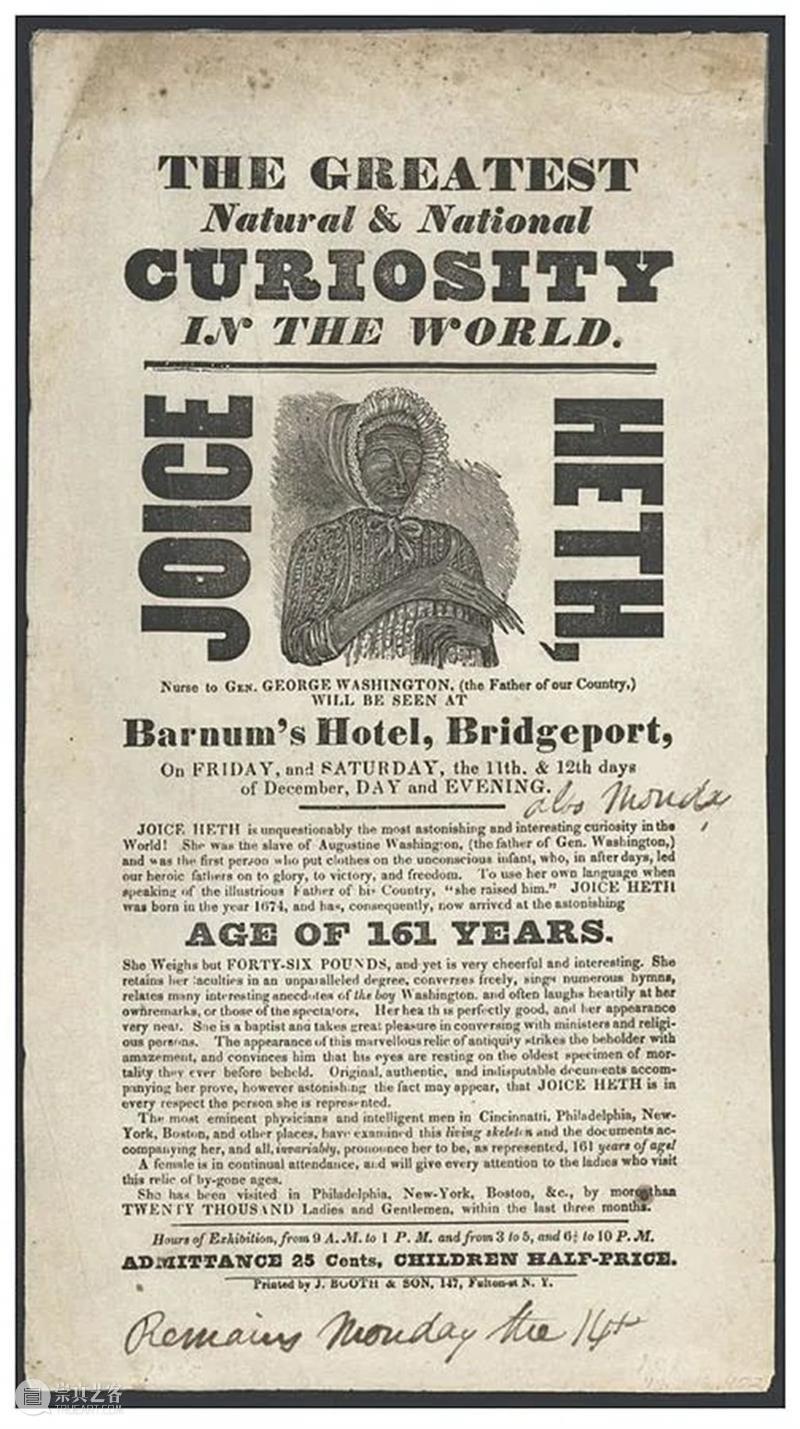 THE GREATEST
Natural & National
CURIOSITY
IN THE WORLD.
JOICE
HETH,
Nurse to GEN. GEORGE WASHINGTON, (the Father of our Country,)
WILL BE SEEN AT
Barnum's Hotel, Bridgeport,
On FRIDAY, and SATURDAY, the 11th. & 12th days
of December, DAY and EVENING.
also Monday
JOICE HETH is unquestionably the most astonishing and interesting curiosity in the
World! She was the slave of Augustine Washington, (the father of Gen. Washington,)
and was the first person who put clothes on the unconscious infant, who, in after days, led
our heroic fathers on to glory, to victory, and freedom. To use her own language when
speaking of the illustrious Father of his Country, "she raised him." JOICE HETH
was born in the year 1674, and has, consequently, now arrived at the astonishing
AGE OF 161 YEARS.
She Weighs but FORTY-SIX POUNDS, and yet is very cheerful and interesting. She
retains her faculties in an unparalleled degree, converses freely, sings numerous hymns,
relates many interesting anecdotes of the boy Washington, and often laughs heartily at her
own remarks, or those of the spectators. Her health is perfectly good, and her appearance
very neat. She is a baptist and takes great pleasure in conversing with ministers and religi-
ous persons. The appearance of this marvellous relic of antiquity strikes the beholder with
amazement, and convinces him that his eyes are resting on the oldest specimen of mor-
tality they ever before beheld. Original, authentic, and indisputable documents accom-
panying her prove, however astonishing the fact may appear, that JOICE HETH is in
every respect the person she is represented.
The most eminent physicians and intelligent men in Cincinnati, Philadelphia, New-
York, Boston, and other places, have examined this living skeleton and the documents ac-
companying her, and all, invariably, pronounce her to be, as represented, 161 years of age!
A female is in continual attendance, and will give every attention to the ladies who visit
this relic of by-gone ages.
She has been visited in Philadelphia, New-York, Boston, &c., by more than
TWENTY THOUSAND Ladies and Gentlemen, within the last three months.
Hours of Exhibition, from 9 A. M. to 1 P. M. and from 3 to 5, and 6½ to 10 P. M.
ADMITTANCE 25 Cents, CHILDREN HALF-PRICE.
Printed by J. BOOTH & SON, 147, Fulton-st N. Y.
Remains Monday the 14th
崇真艺客